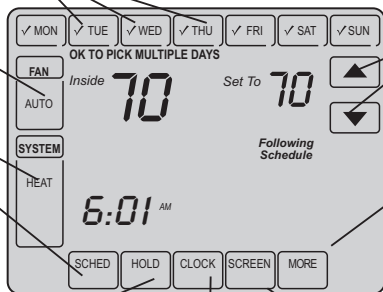 ✓ MON ✓ TUE ✓ WED ✓ THU ✓ FRI ✓ SAT ✓ SUN
OK TO PICK MULTIPLE DAYS
FAN
AUTO
Inside 70
Set To 70
SYSTEM
HEAT
Following
Schedule
6:01 AM
SCHED HOLD CLOCK SCREEN MORE